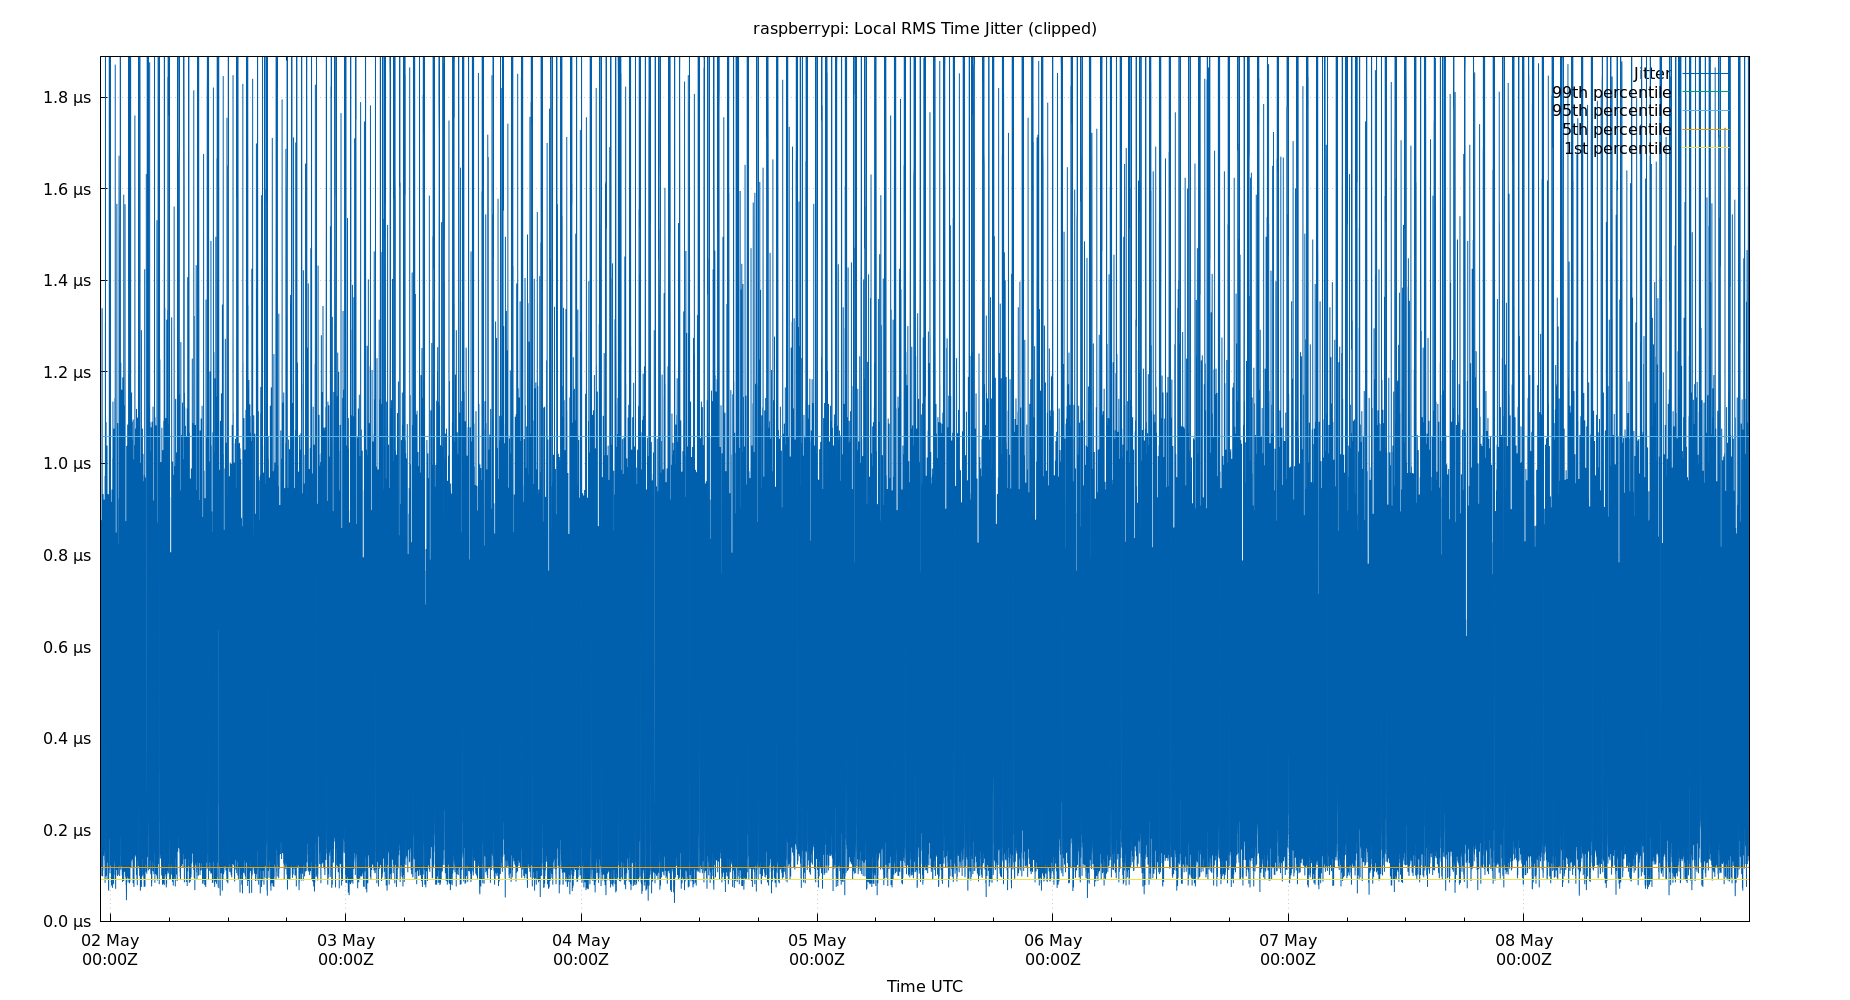 raspberrypi: Local RMS Time Jitter (clipped)
1.8 µs
1.6 µs
1.4 µs
1.2 µs
1.0 µs
0.8 µs
0.6 µs
0.4 µs
0.2 µs
0.0 µs
Jitter
99th percentile
95th percentile
5th percentile
1st percentile
02 May 03 May 04 May 05 May 06 May 07 May 08 May
00:00Z 00:00Z 00:00Z 00:00Z 00:00Z 00:00Z 00:00Z
Time UTC